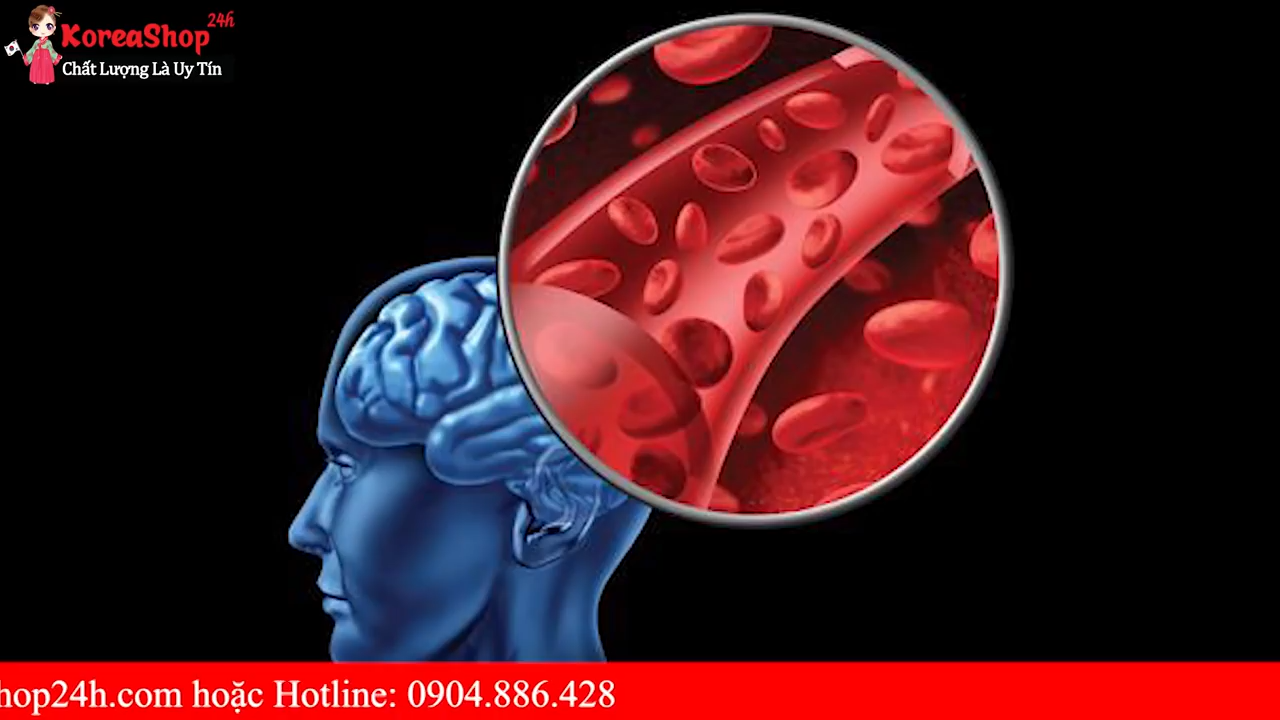 KoreaShop 24h
Chất Lượng Là Uy Tín
hop24h.com hoặc Hotline: 0904.886.428